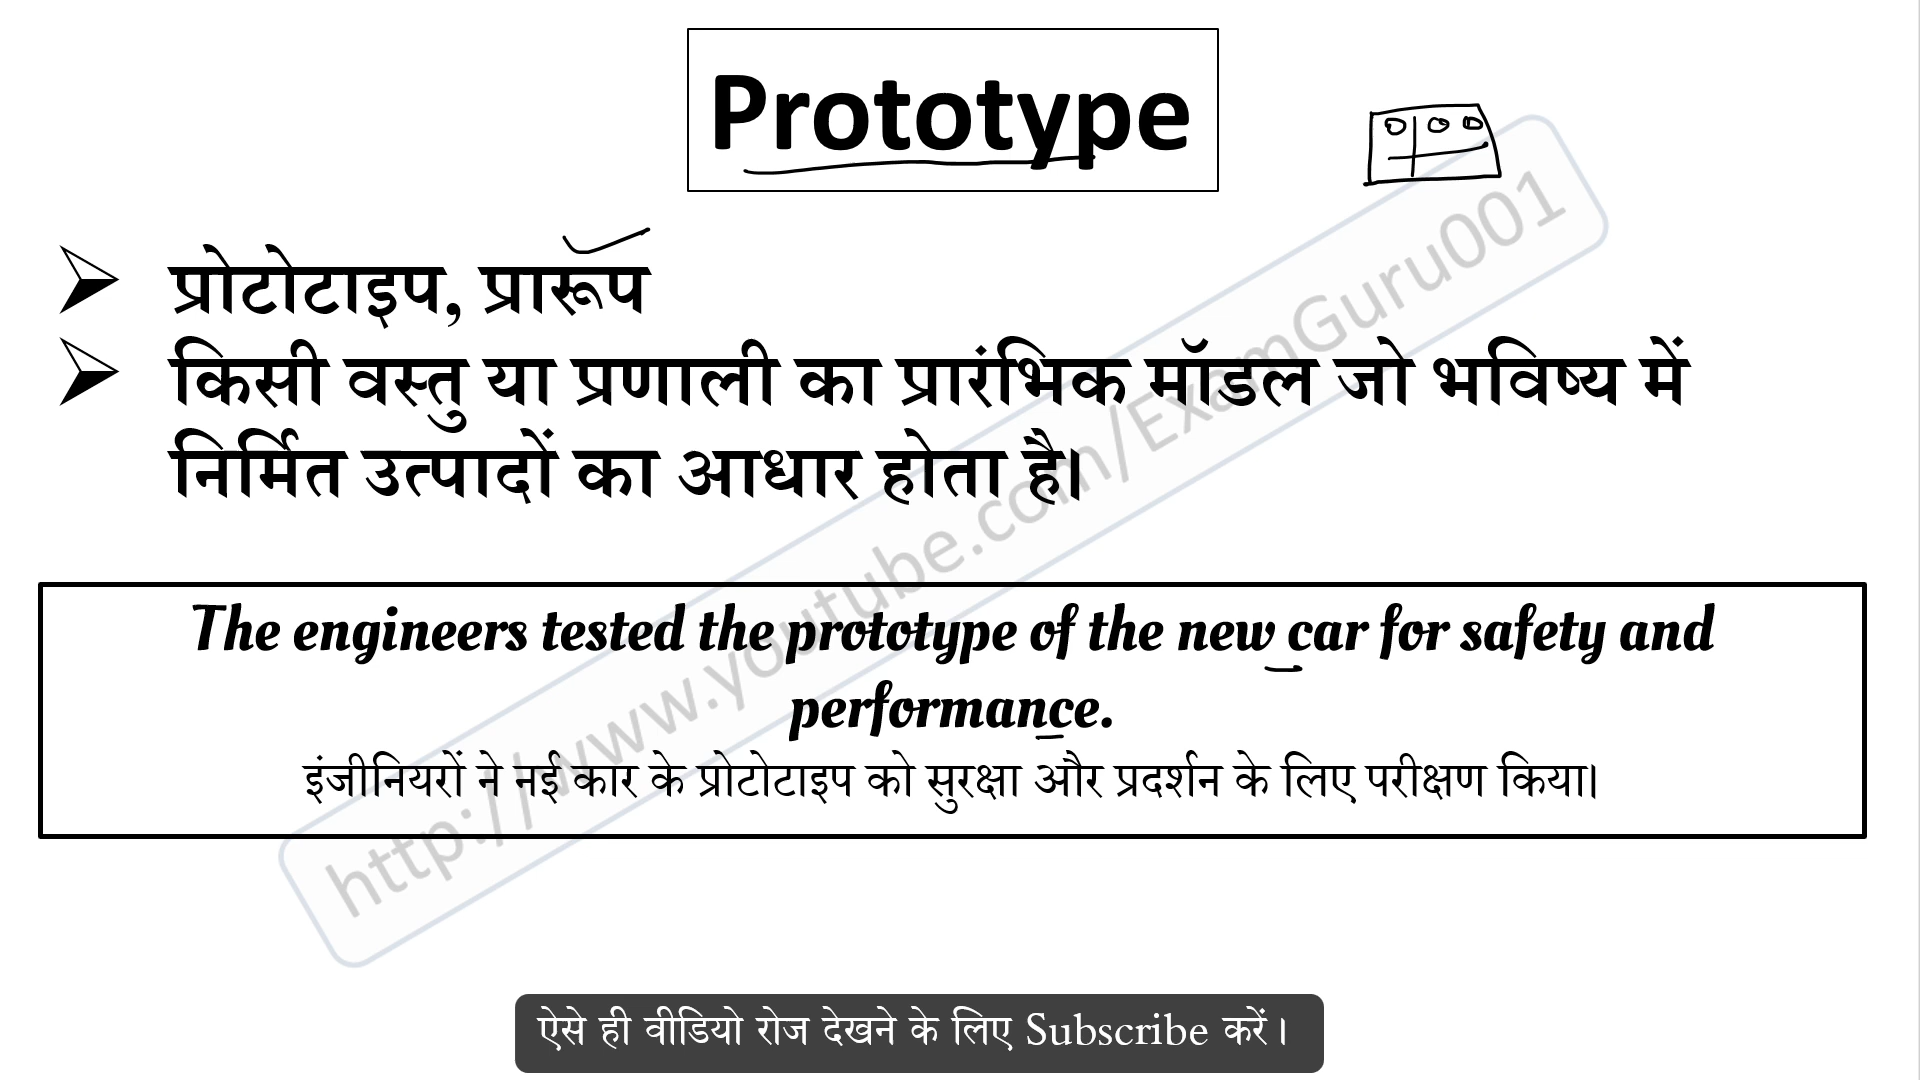 Prototype
प्रोटोटाइप, प्रारूप
किसी वस्तु या प्रणाली का प्रारंभिक मॉडल जो भविष्य में
निर्मित उत्पादों का आधार होता है।
The engineers tested the prototype of the new car for safety and
performance.
इंजीनियरों ने नई कार के प्रोटोटाइप को सुरक्षा और प्रदर्शन के लिए परीक्षण किया।
http://www.youtube.com/ExamGuru001
ऐसे ही वीडियो रोज देखने के लिए Subscribe करें।